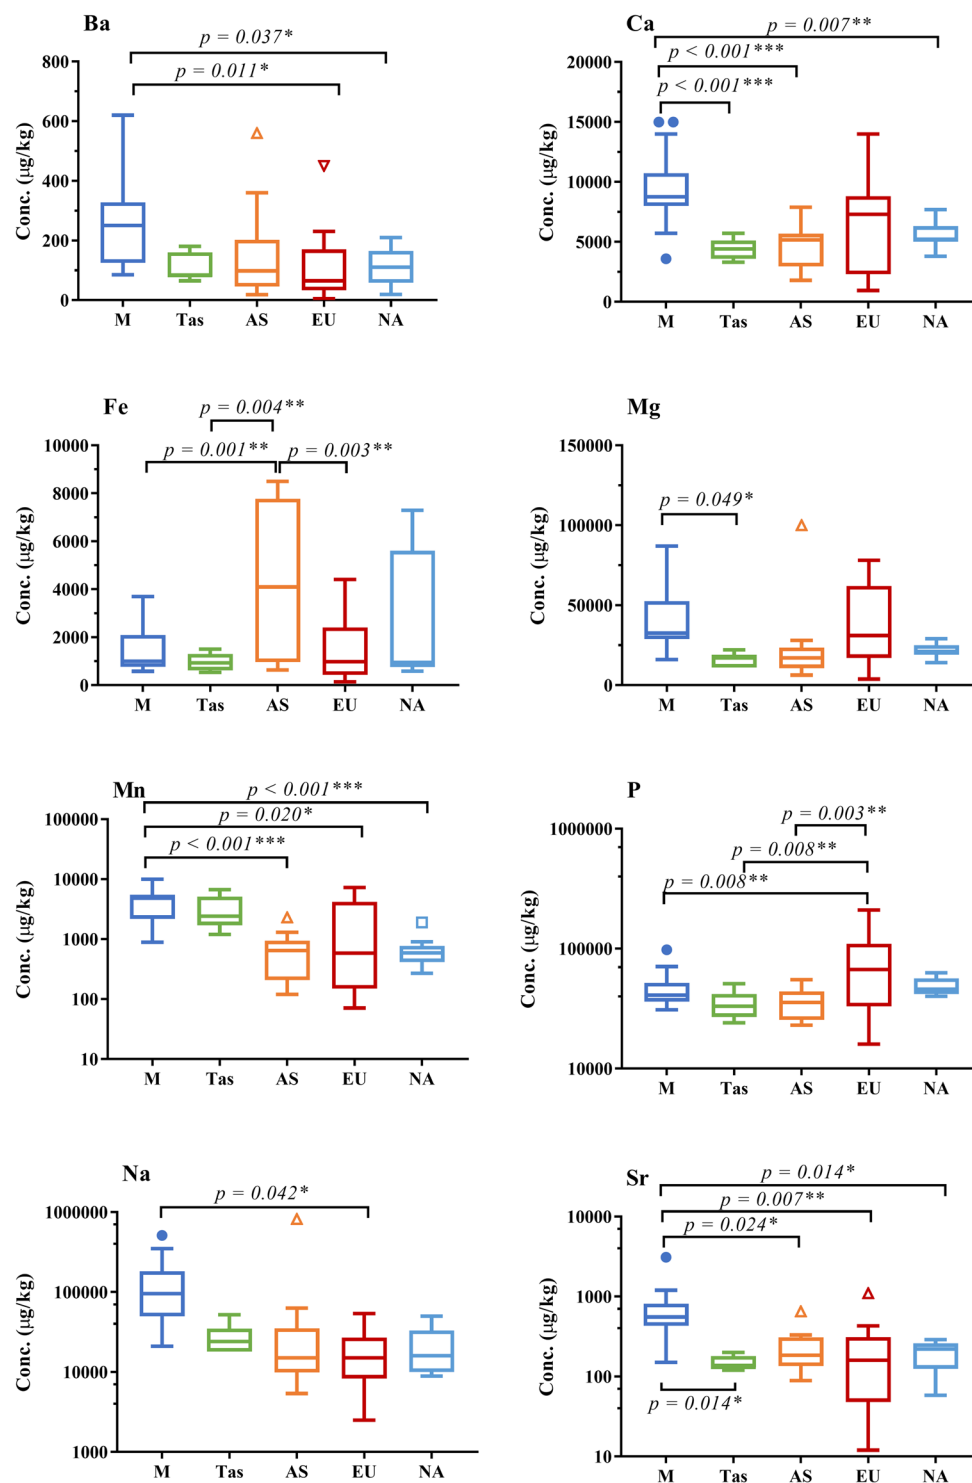 Ba
p = 0.037*
p = 0.011*
Conc. (µg/kg)
800
600
400
200
0
M Tas AS EU NA
Ca
p = 0.007**
p < 0.001***
p < 0.001***
Conc. (µg/kg)
20000
15000
10000
5000
0
M Tas AS EU NA
Fe
p = 0.004**
p = 0.001**
p = 0.003**
Conc. (µg/kg)
10000
8000
6000
4000
2000
0
M Tas AS EU NA
Mg
p = 0.049*
Conc. (µg/kg)
150000
100000
50000
0
M Tas AS EU NA
Mn
p < 0.001***
p = 0.020*
p < 0.001***
Conc. (µg/kg)
100000
10000
1000
100
10
M Tas AS EU NA
P
p = 0.003**
p = 0.008**
p = 0.008**
Conc. (µg/kg)
1000000
100000
10000
M Tas AS EU NA
Na
p = 0.042*
Conc. (µg/kg)
1000000
100000
10000
1000
M Tas AS EU NA
Sr
p = 0.014*
p = 0.007**
p = 0.024*
p = 0.014*
Conc. (µg/kg)
10000
1000
100
10
M Tas AS EU NA